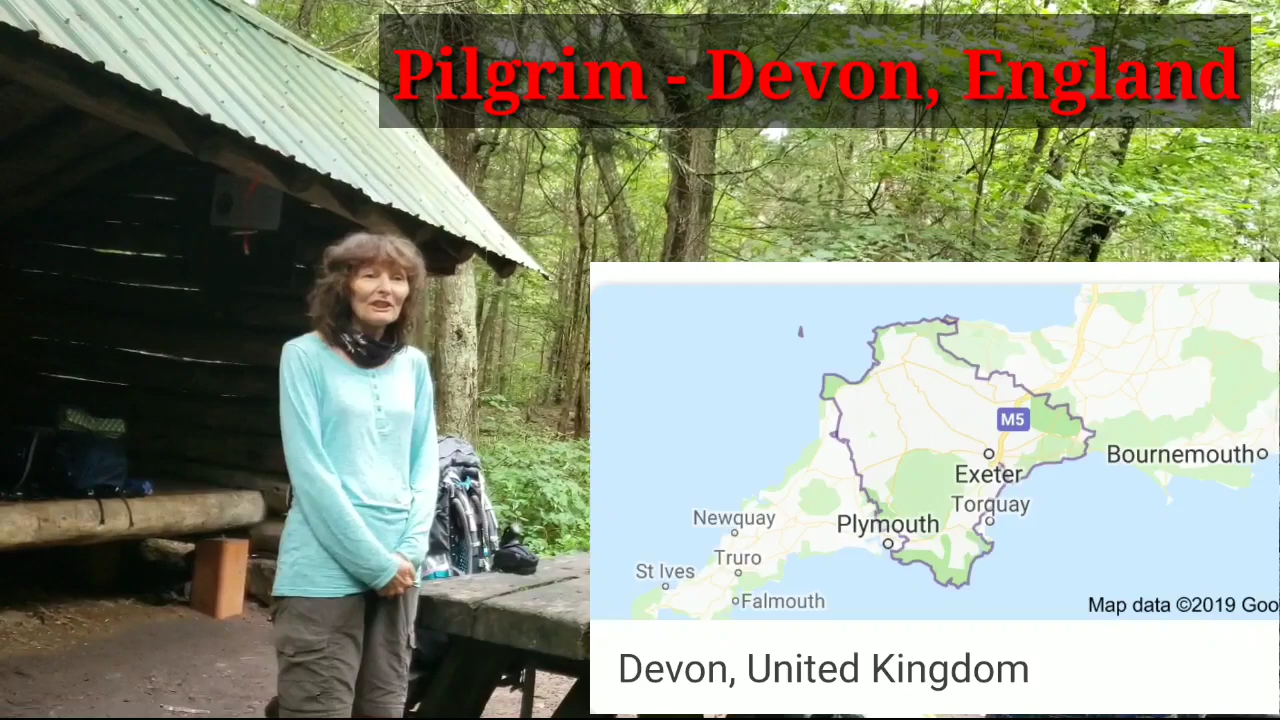 Pilgrim - Devon, England
M5
Bournemouth
Exeter
Torquay
Newquay
Plymouth
Truro
St Ives
Falmouth
Map data ©2019 Goo
Devon, United Kingdom